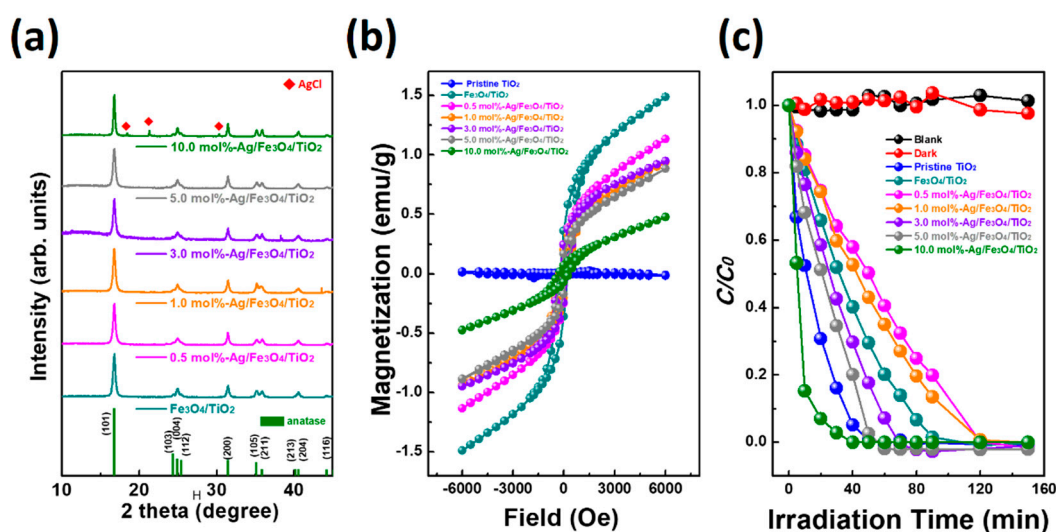 (a)
Intensity (arb. units)
AgCl
10.0 mol%-Ag/Fe3O4/TiO2
5.0 mol%-Ag/Fe3O4/TiO2
3.0 mol%-Ag/Fe3O4/TiO2
1.0 mol%-Ag/Fe3O4/TiO2
0.5 mol%-Ag/Fe3O4/TiO2
Fe3O4/TiO2
anatase
(101)
(103)
(004)
(112)
(200)
(105)
(211)
(213)
(204)
(116)
10 20 30 40
H
2 theta (degree)
(b)
Magnetization (emu/g)
1.5
1.0
0.5
0.0
-0.5
-1.0
-1.5
Pristine TiO2
Fe3O4/TiO2
0.5 mol%-Ag/Fe3O4/TiO2
1.0 mol%-Ag/Fe3O4/TiO2
3.0 mol%-Ag/Fe3O4/TiO2
5.0 mol%-Ag/Fe3O4/TiO2
10.0 mol%-Ag/Fe3O4/TiO2
-6000 -3000 0 3000 6000
Field (Oe)
(c)
C/C0
1.0
0.8
0.6
0.4
0.2
0.0
Blank
Dark
Pristine TiO2
Fe3O4/TiO2
0.5 mol%-Ag/Fe3O4/TiO2
1.0 mol%-Ag/Fe3O4/TiO2
3.0 mol%-Ag/Fe3O4/TiO2
5.0 mol%-Ag/Fe3O4/TiO2
10.0 mol%-Ag/Fe3O4/TiO2
0 40 80 120 160
Irradiation Time (min)